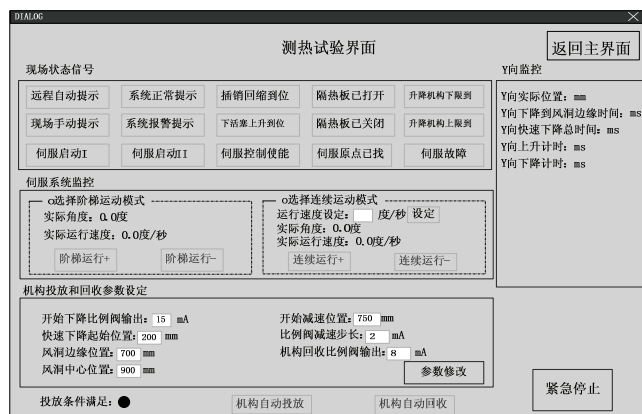 DIALOG
测热试验界面
返回主界面
现场状态信号
远程自动提示 系统正常提示 插销回缩到位 隔热板已打开 升降机构下限到
现场手动提示 系统报警提示 下活塞上升到位 隔热板已关闭 升降机构上限到
伺服启动I 伺服启动II 伺服控制使能 伺服原点已找 伺服故障
Y向监控
Y向实际位置: mm
Y向下降到风洞边缘时间: ms
Y向快速下降总时间: ms
Y向上升计时: ms
Y向下降计时: ms
伺服系统监控
o选择阶梯运动模式
实际角度: 0.0度
实际运行速度: 0.0度/秒
阶梯运行+ 阶梯运行-
o选择连续运动模式
运行速度设定: 度/秒 设定
实际角度: 0.0度
实际运行速度: 0.0度/秒
连续运行+ 连续运行-
机构投放和回收参数设定
开始下降比例阀输出: 15 mA
快速下降起始位置: 200 mm
风洞边缘位置: 700 mm
风洞中心位置: 900 mm
开始减速位置: 750 mm
比例阀减速步长: 2 mA
机构回收比例阀输出: 8 mA
参数修改
投放条件满足:
机构自动投放 机构自动回收
紧急停止